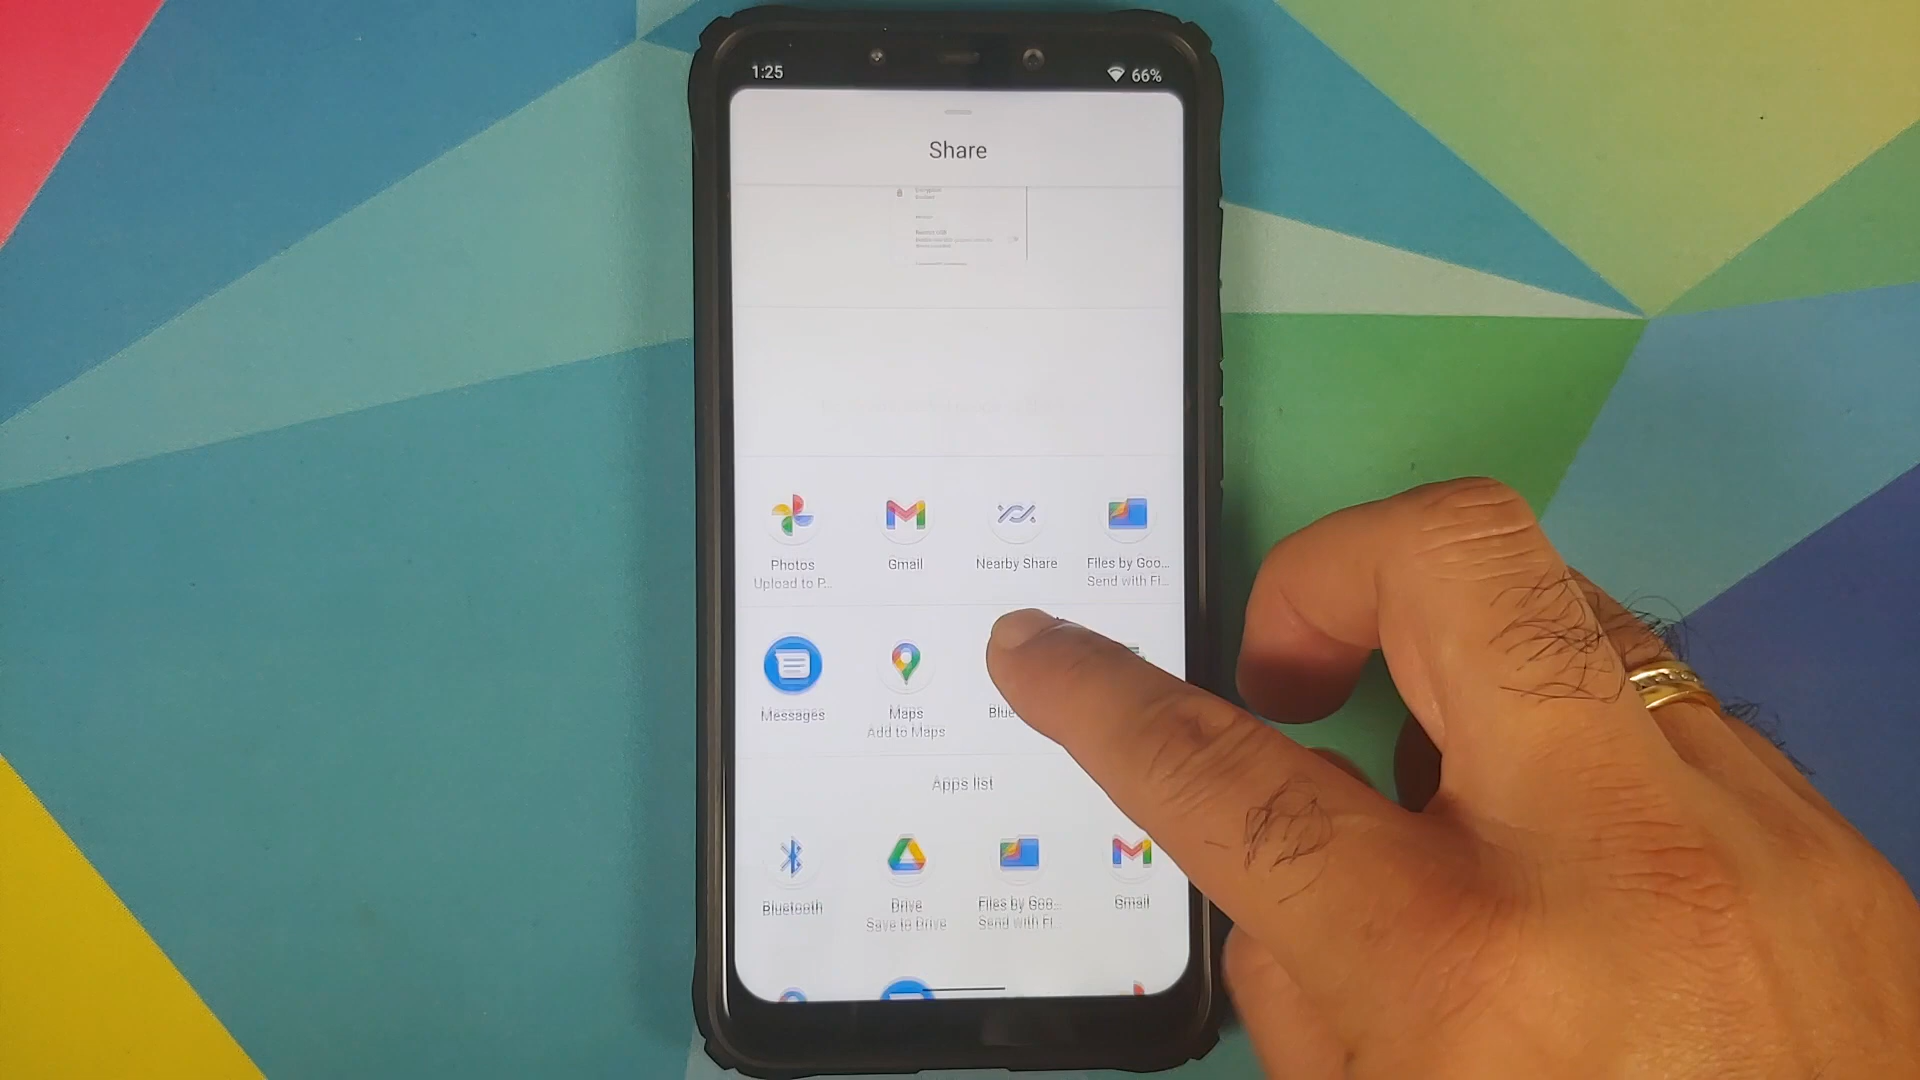 1:25
66%
Share
Photos
Upload to P...
Gmail
Nearby Share
Files by Goo...
Send with Fi...
Messages
Maps
Add to Maps
Apps list
Bluetooth
Drive
Save to Drive
Files by Goo...
Send with Fi...
Gmail